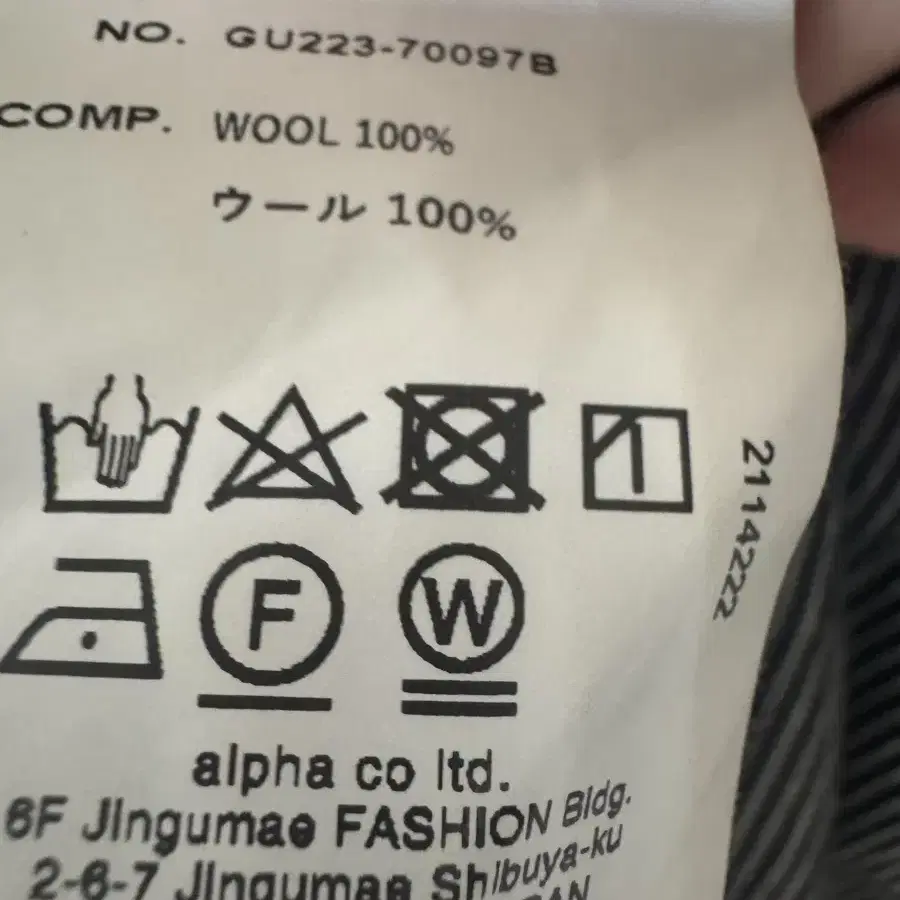 NO. GU223-70097B
COMP. WOOL 100%
ウール 100%
1
2114222
F
W
alpha co ltd.
6F Jingumae FASHION Bldg.
2-6-7 Jingumae Shibuya-ku